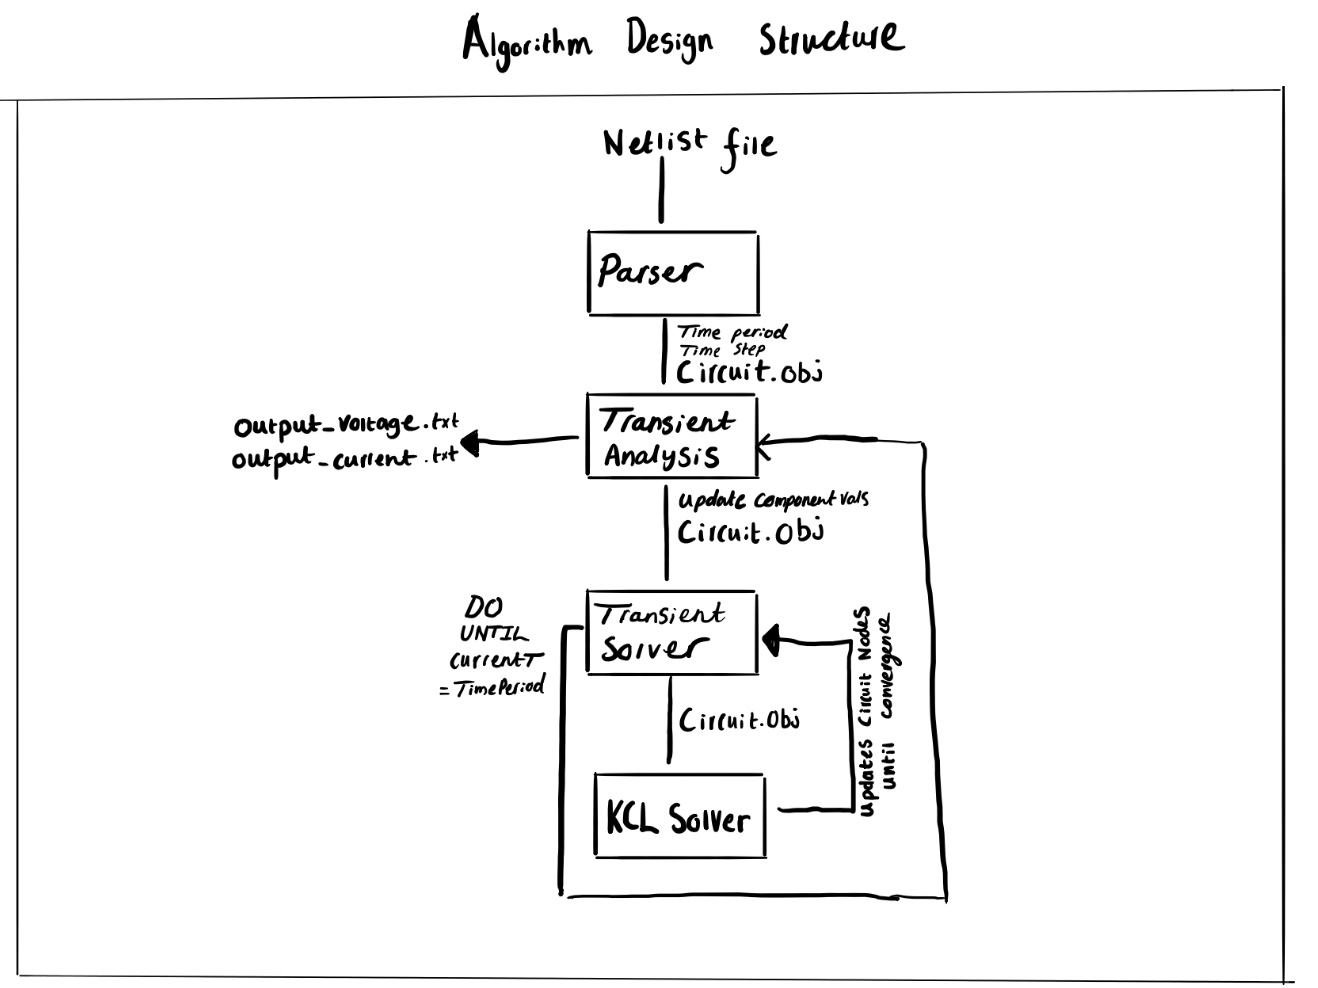 Algorithm Design Structure
Netlist file
Parser
Time period
Time step
Circuit.obj
Transient
Analysis
output_voltage.txt
output_current.txt
update component vals
Circuit.Obj
DO
UNTIL
currentT
=TimePeriod
Transient
Solver
Circuit.Obj
KCL Solver
Updates Circuit Nodes
until convergence